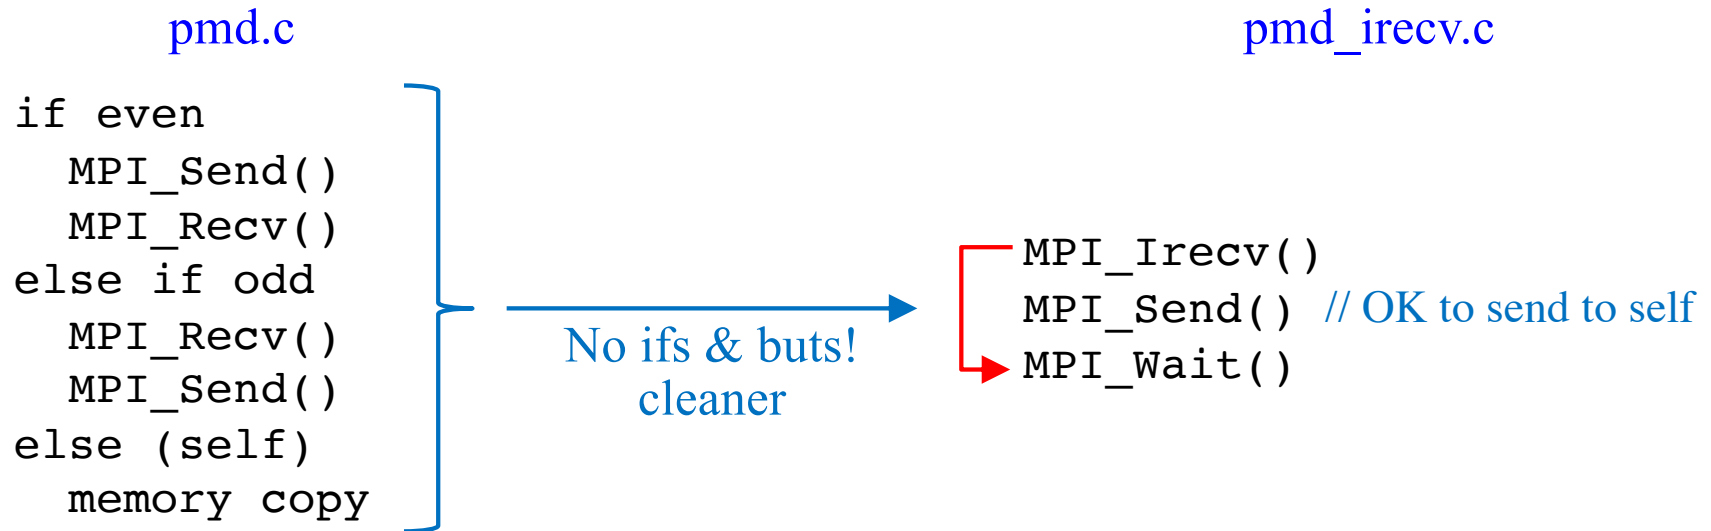 pmd.c
if even
  MPI_Send()
  MPI_Recv()
else if odd
  MPI_Recv()
  MPI_Send()
else (self)
  memory copy
No ifs & buts!
cleaner
pmd_irecv.c
MPI_Irecv()
MPI_Send() // OK to send to self
MPI_Wait()